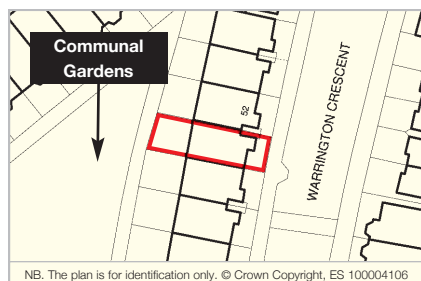 Communal
Gardens
52
WARRINGTON CRESCENT
NB. The plan is for identification only. © Crown Copyright, ES 100004106